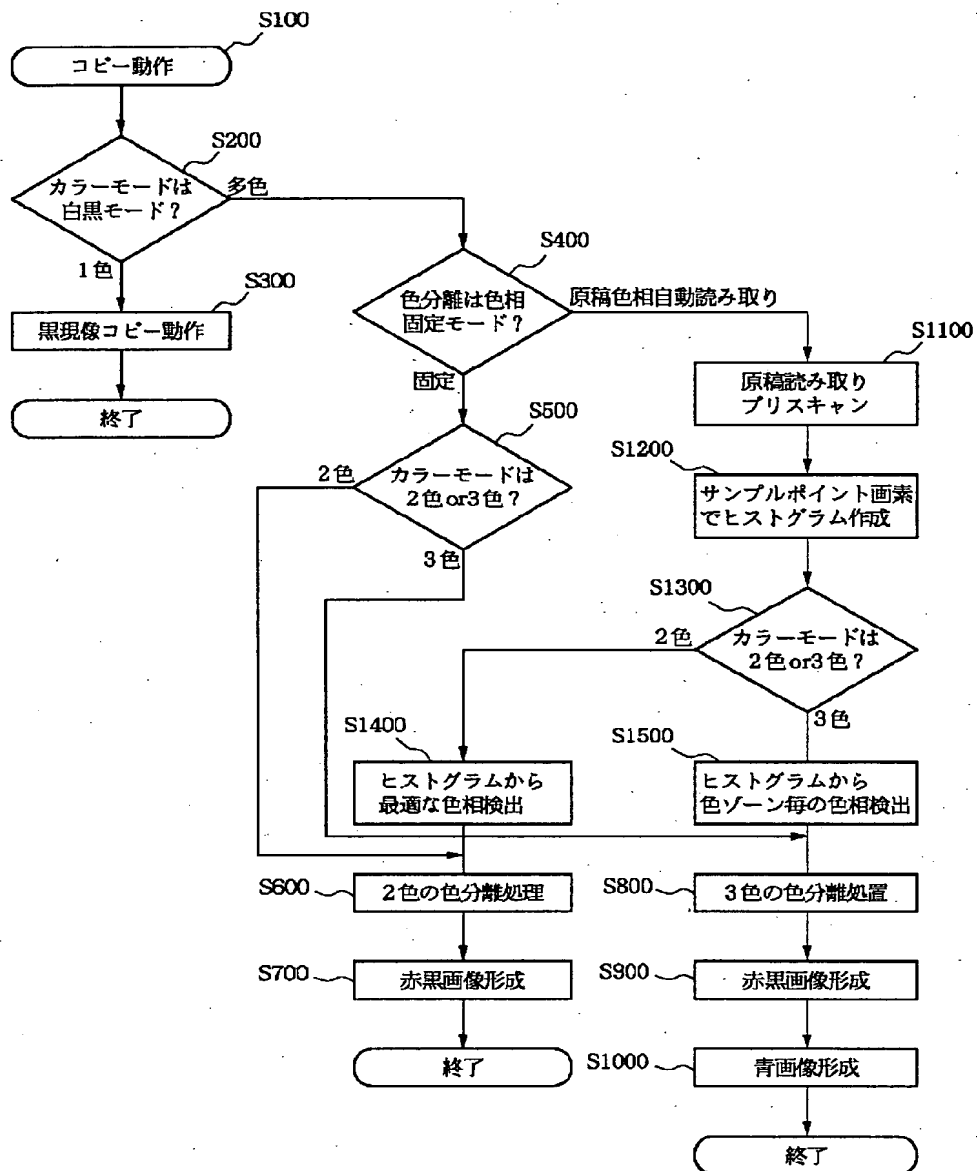 S100
コピー動作
S200
カラーモードは
白黒モード?
多色
1色
S300
黒現像コピー動作
終了
S400
色分離は色相
固定モード?
原稿色相自動読み取り
固定
S500
カラーモードは
2色or3色?
2色
3色
S1100
原稿読み取り
プリスキャン
S1200
サンプルポイント画素
でヒストグラム作成
S1300
カラーモードは
2色or3色?
2色
3色
S1400
ヒストグラムから
最適な色相検出
S1500
ヒストグラムから
色ゾーン毎の色相検出
S600
2色の色分離処理
S700
赤黒画像形成
終了
S800
3色の色分離処置
S900
赤黒画像形成
S1000
青画像形成
終了